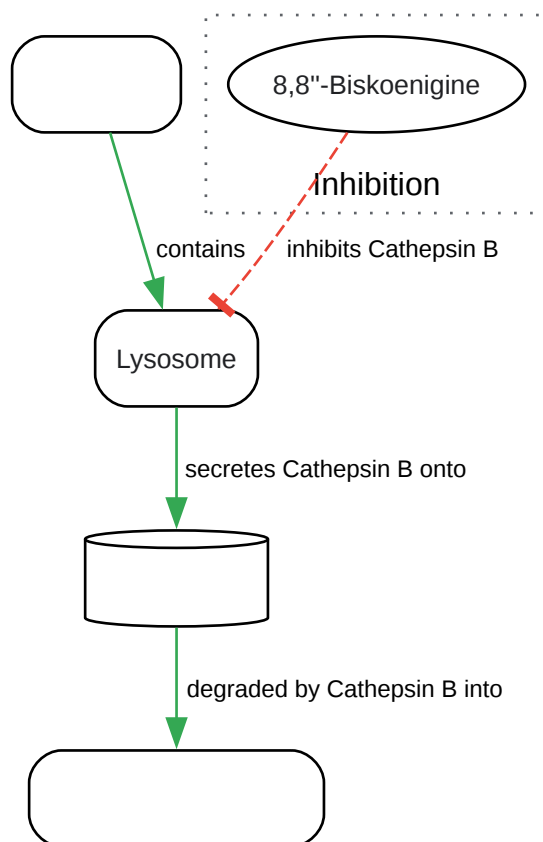 8,8"-Biskoenigine
Inhibition
contains
inhibits Cathepsin B
Lysosome
secretes Cathepsin B onto
degraded by Cathepsin B into